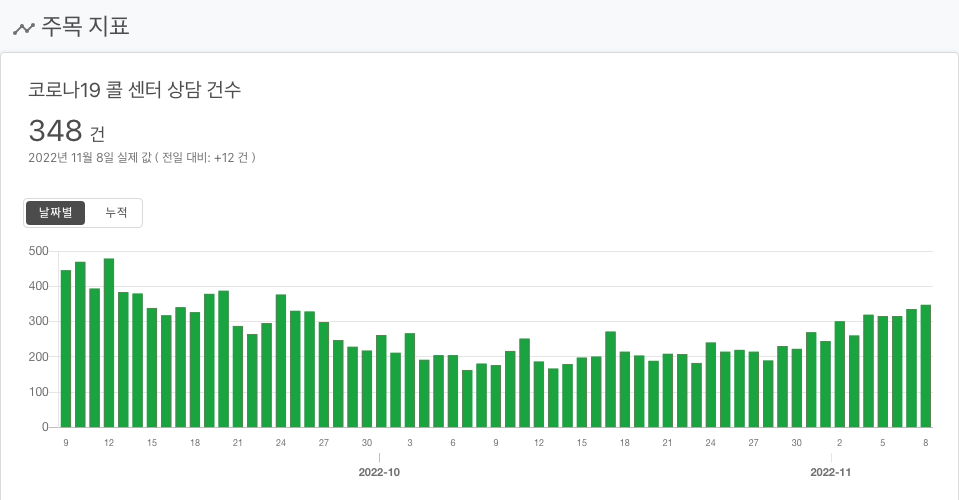 주목 지표
코로나19 콜 센터 상담 건수
348 건
2022년 11월 8일 실제 값 ( 전일 대비: +12 건 )
날짜별 누적
500
400
300
200
100
0
9 12 15 18 21 24 27 30 3 6 9 12 15 18 21 24 27 30 2 5 8
2022-10 2022-11